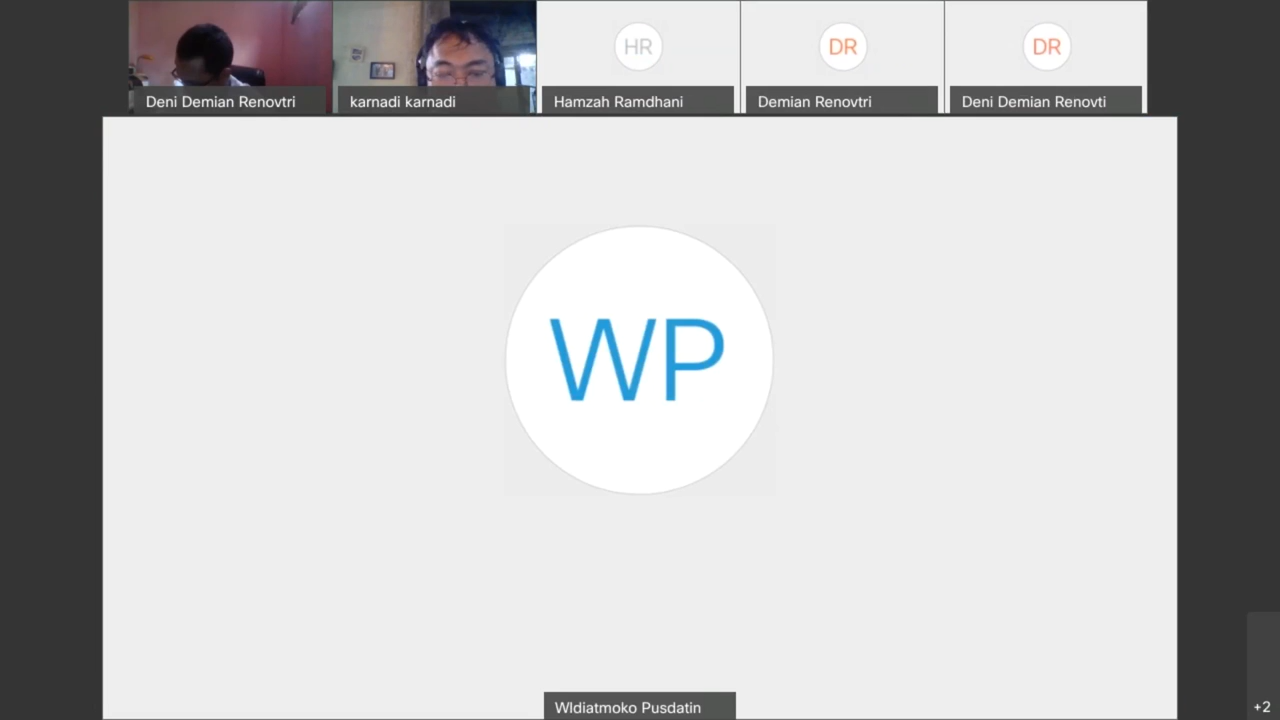 HR
DR
DR
Deni Demian Renovtri
karnadi karnadi
Hamzah Ramdhani
Demian Renovtri
Deni Demian Renovti
WP
WIdiatmoko Pusdatin
+2